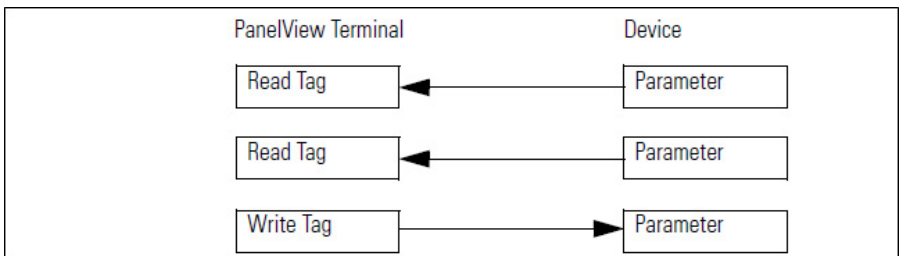 PanelView Terminal Device
Read Tag Parameter
Read Tag Parameter
Write Tag Parameter